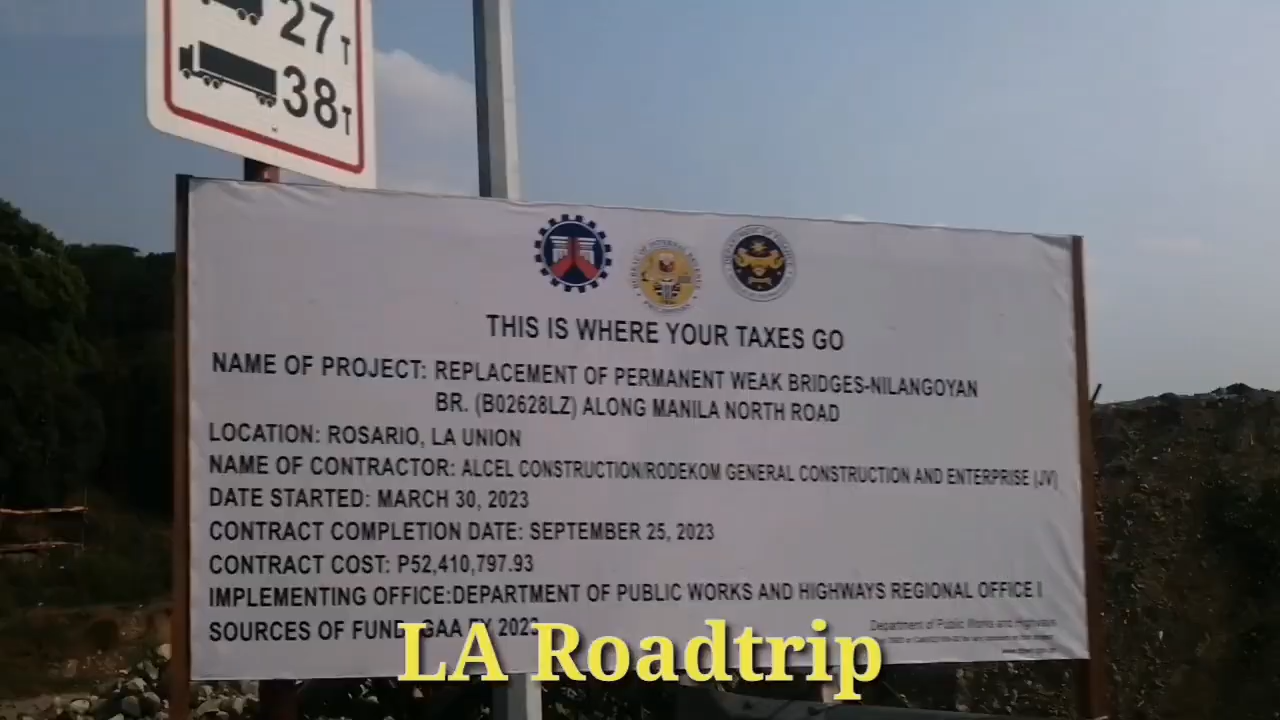 27T
38T
THIS IS WHERE YOUR TAXES GO
NAME OF PROJECT: REPLACEMENT OF PERMANENT WEAK BRIDGES-NILANGOYAN
BR. (B02628LZ) ALONG MANILA NORTH ROAD
LOCATION: ROSARIO, LA UNION
NAME OF CONTRACTOR: ALCEL CONSTRUCTION/RODEKOM GENERAL CONSTRUCTION AND ENTERPRISE (JV)
DATE STARTED: MARCH 30, 2023
CONTRACT COMPLETION DATE: SEPTEMBER 25, 2023
CONTRACT COST: P52,410,797.93
IMPLEMENTING OFFICE:DEPARTMENT OF PUBLIC WORKS AND HIGHWAYS REGIONAL OFFICE I
SOURCES OF FUND: GAA FY 2023
Department of Public Works and Highways
LA Roadtrip